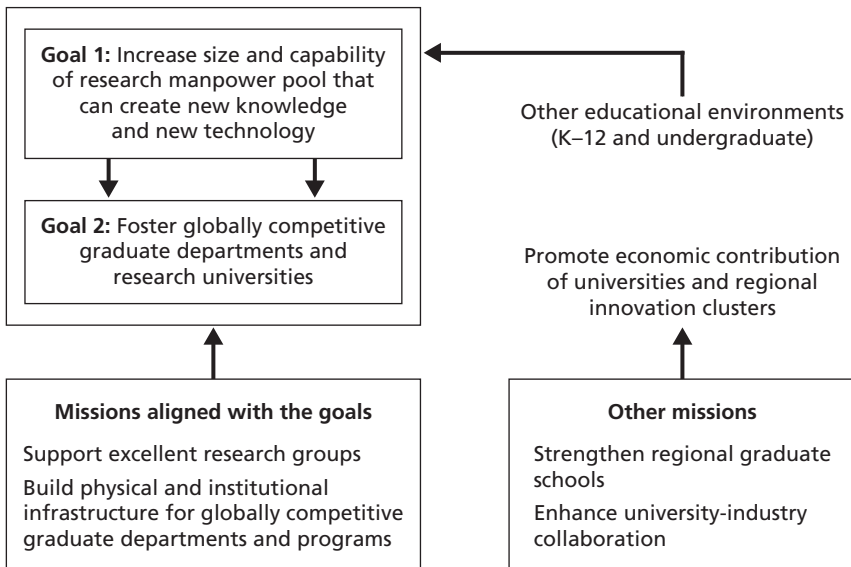 Goal 1: Increase size and capability
of research manpower pool that
can create new knowledge
and new technology
Goal 2: Foster globally competitive
graduate departments and
research universities
Other educational environments
(K–12 and undergraduate)
Promote economic contribution
of universities and regional
innovation clusters
Missions aligned with the goals
Support excellent research groups
Build physical and institutional
infrastructure for globally competitive
graduate departments and programs
Other missions
Strengthen regional graduate
schools
Enhance university-industry
collaboration